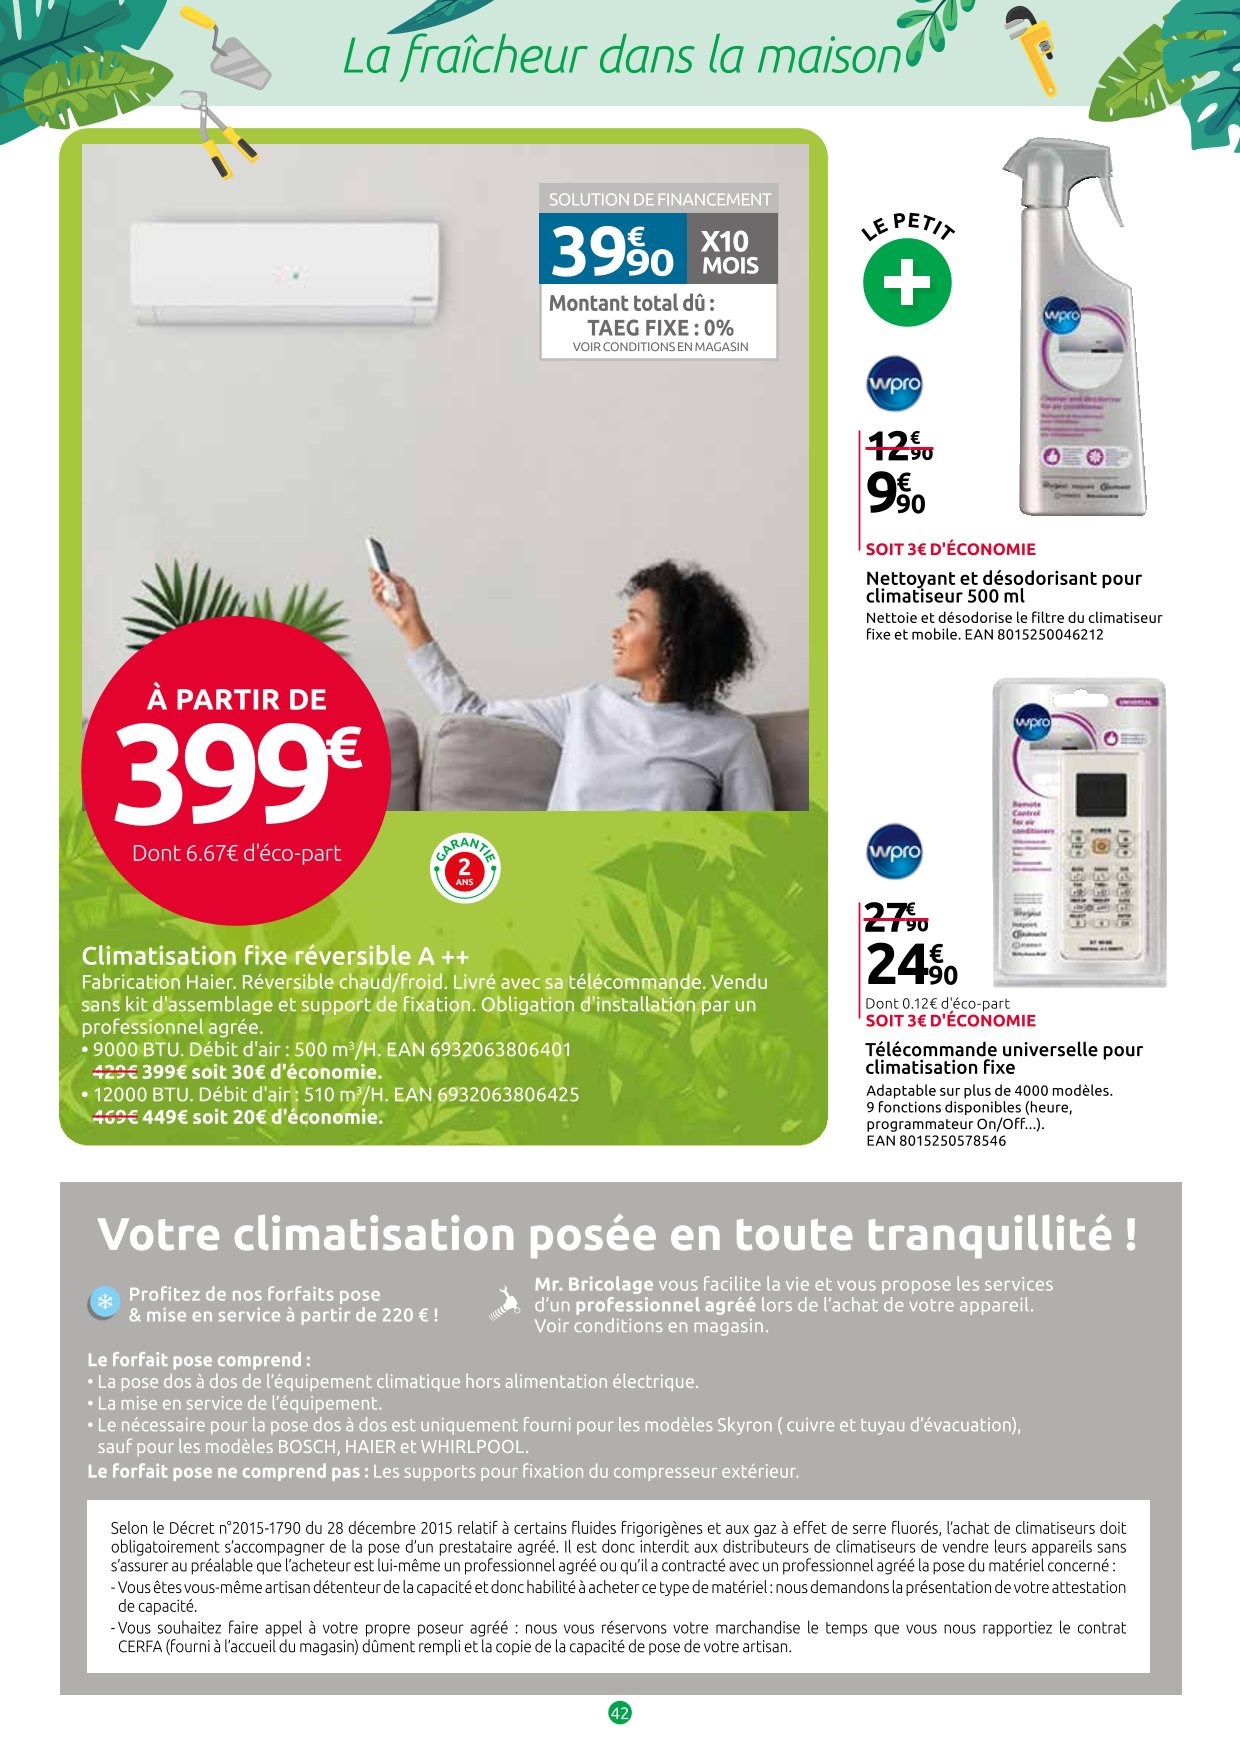 La fraîcheur dans la maison
SOLUTION DE FINANCEMENT
39€90
X10
MOIS
Montant total dû :
TAEG FIXE : 0%
VOIR CONDITIONS EN MAGASIN
À PARTIR DE
399€
Dont 6.67€ d'éco-part
GARANTIE
2
ANS
Climatisation fixe réversible A ++
Fabrication Haier. Réversible chaud/froid. Livré avec sa télécommande. Vendu
sans kit d'assemblage et support de fixation. Obligation d'installation par un
professionnel agrée.
• 9000 BTU. Débit d'air : 500 m³/H. EAN 6932063806401
429€ 399€ soit 30€ d'économie.
• 12000 BTU. Débit d'air : 510 m³/H. EAN 6932063806425
469€ 449€ soit 20€ d'économie.
LE PETIT
+
wpro
wpro
12€90
9€90
SOIT 3€ D'ÉCONOMIE
Nettoyant et désodorisant pour
climatiseur 500 ml
Nettoie et désodorise le filtre du climatiseur
fixe et mobile. EAN 8015250046212
UNIVERSAL
wpro
Remote
Control
for air
conditioners
POWER
wpro
27€90
24€90
Dont 0.12€ d'éco-part
SOIT 3€ D'ÉCONOMIE
Télécommande universelle pour
climatisation fixe
Adaptable sur plus de 4000 modèles.
9 fonctions disponibles (heure,
programmateur On/Off...).
EAN 8015250578546
Votre climatisation posée en toute tranquillité !
Profitez de nos forfaits pose
& mise en service à partir de 220 € !
Mr. Bricolage vous facilite la vie et vous propose les services
d'un professionnel agréé lors de l'achat de votre appareil.
Voir conditions en magasin.
Le forfait pose comprend :
• La pose dos à dos de l'équipement climatique hors alimentation électrique.
• La mise en service de l'équipement.
• Le nécessaire pour la pose dos à dos est uniquement fourni pour les modèles Skyron ( cuivre et tuyau d'évacuation),
sauf pour les modèles BOSCH, HAIER et WHIRLPOOL.
Le forfait pose ne comprend pas : Les supports pour fixation du compresseur extérieur.
Selon le Décret n°2015-1790 du 28 décembre 2015 relatif à certains fluides frigorigènes et aux gaz à effet de serre fluorés, l'achat de climatiseurs doit
obligatoirement s'accompagner de la pose d'un prestataire agréé. Il est donc interdit aux distributeurs de climatiseurs de vendre leurs appareils sans
s'assurer au préalable que l'acheteur est lui-même un professionnel agréé ou qu'il a contracté avec un professionnel agréé la pose du matériel concerné :
- Vous êtes vous-même artisan détenteur de la capacité et donc habilité à acheter ce type de matériel : nous demandons la présentation de votre attestation
de capacité.
- Vous souhaitez faire appel à votre propre poseur agréé : nous vous réservons votre marchandise le temps que vous nous rapportiez le contrat
CERFA (fourni à l'accueil du magasin) dûment rempli et la copie de la capacité de pose de votre artisan.
42